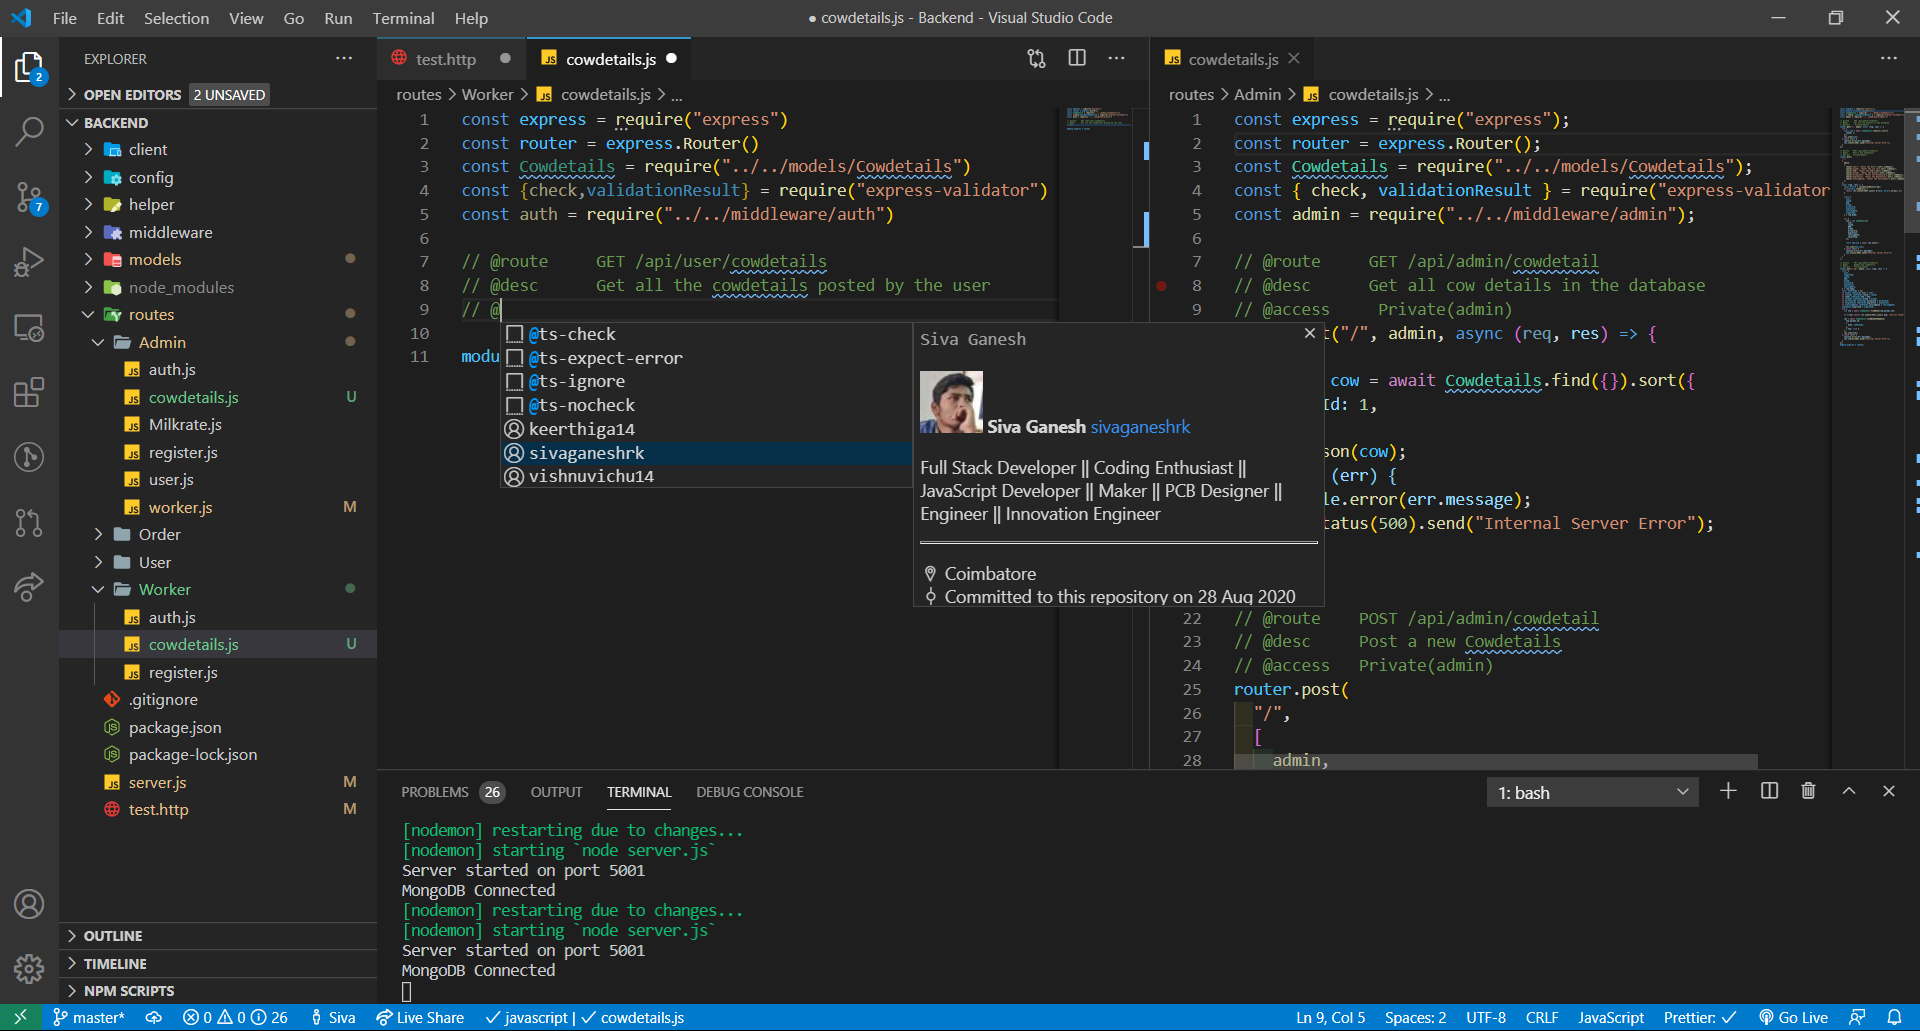 File Edit Selection View Go Run Terminal Help
● cowdetails.js - Backend - Visual Studio Code
EXPLORER
OPEN EDITORS 2 UNSAVED
BACKEND
client
config
helper
middleware
models
node_modules
routes
Admin
auth.js
cowdetails.js U
Milkrate.js
register.js
user.js
worker.js M
Order
User
Worker
auth.js
cowdetails.js U
register.js
.gitignore
package.json
package-lock.json
server.js M
test.http M
OUTLINE
TIMELINE
NPM SCRIPTS
2
7
test.http
cowdetails.js
routes > Worker > cowdetails.js > ...
1 const express = require("express")
2 const router = express.Router()
3 const Cowdetails = require("../../models/Cowdetails")
4 const {check,validationResult} = require("express-validator")
5 const auth = require("../../middleware/auth")
6
7 // @route GET /api/user/cowdetails
8 // @desc Get all the cowdetails posted by the user
9 // @
10
11 modu
@ts-check
@ts-expect-error
@ts-ignore
@ts-nocheck
keerthiga14
sivaganeshrk
vishnuvichu14
Siva Ganesh
Siva Ganesh sivaganeshrk
Full Stack Developer || Coding Enthusiast ||
JavaScript Developer || Maker || PCB Designer ||
Engineer || Innovation Engineer
Coimbatore
Committed to this repository on 28 Aug 2020
cowdetails.js
routes > Admin > cowdetails.js > ...
1 const express = require("express");
2 const router = express.Router();
3 const Cowdetails = require("../../models/Cowdetails");
4 const { check, validationResult } = require("express-validator
5 const admin = require("../../middleware/admin");
6
7 // @route GET /api/admin/cowdetail
8 // @desc Get all cow details in the database
9 // @access Private(admin)
t("/", admin, async (req, res) => {
cow = await Cowdetails.find({}).sort({
Id: 1,
son(cow);
(err) {
le.error(err.message);
tatus(500).send("Internal Server Error");
22 // @route POST /api/admin/cowdetail
23 // @desc Post a new Cowdetails
24 // @access Private(admin)
25 router.post(
26 "/",
27 [
28 admin,
PROBLEMS 26 OUTPUT TERMINAL DEBUG CONSOLE
1: bash
[nodemon] restarting due to changes...
[nodemon] starting `node server.js`
Server started on port 5001
MongoDB Connected
[nodemon] restarting due to changes...
[nodemon] starting `node server.js`
Server started on port 5001
MongoDB Connected
master* 0 0 26 Siva Live Share javascript | cowdetails.js
Ln 9, Col 5 Spaces: 2 UTF-8 CRLF JavaScript Prettier: ✓ Go Live